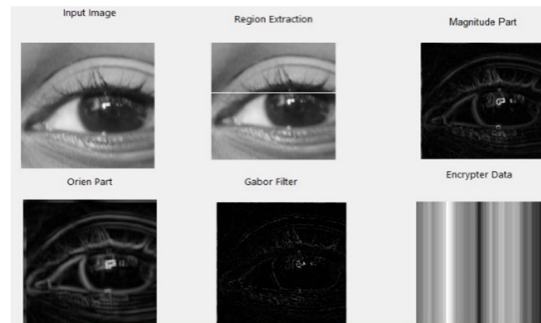 Input Image
Region Extraction
Magnitude Part
Orien Part
Gabor Filter
Encrypter Data